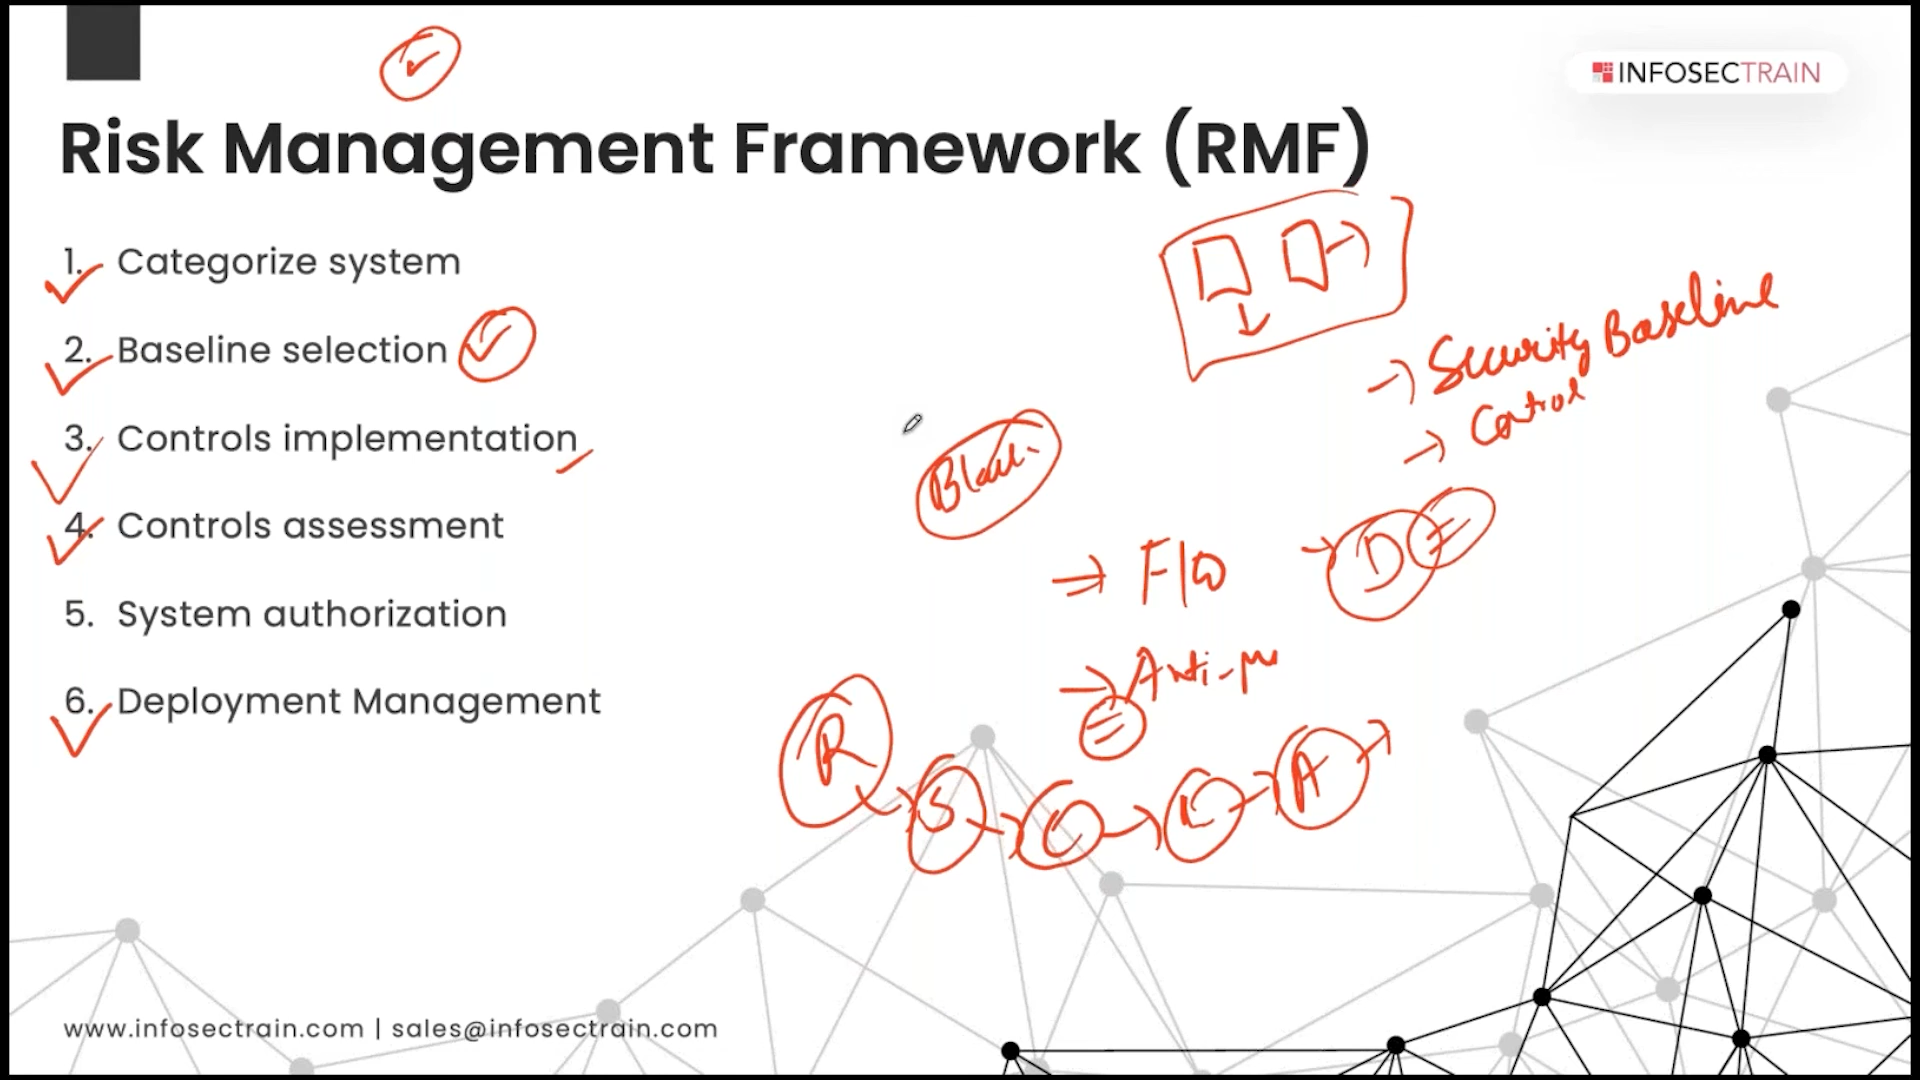 INFOSECTRAIN
Risk Management Framework (RMF)
1. Categorize system
2. Baseline selection
3. Controls implementation
4. Controls assessment
5. System authorization
6. Deployment Management
Security Baseline
Control
D
F/W
R
S
A
www.infosectrain.com | sales@infosectrain.com